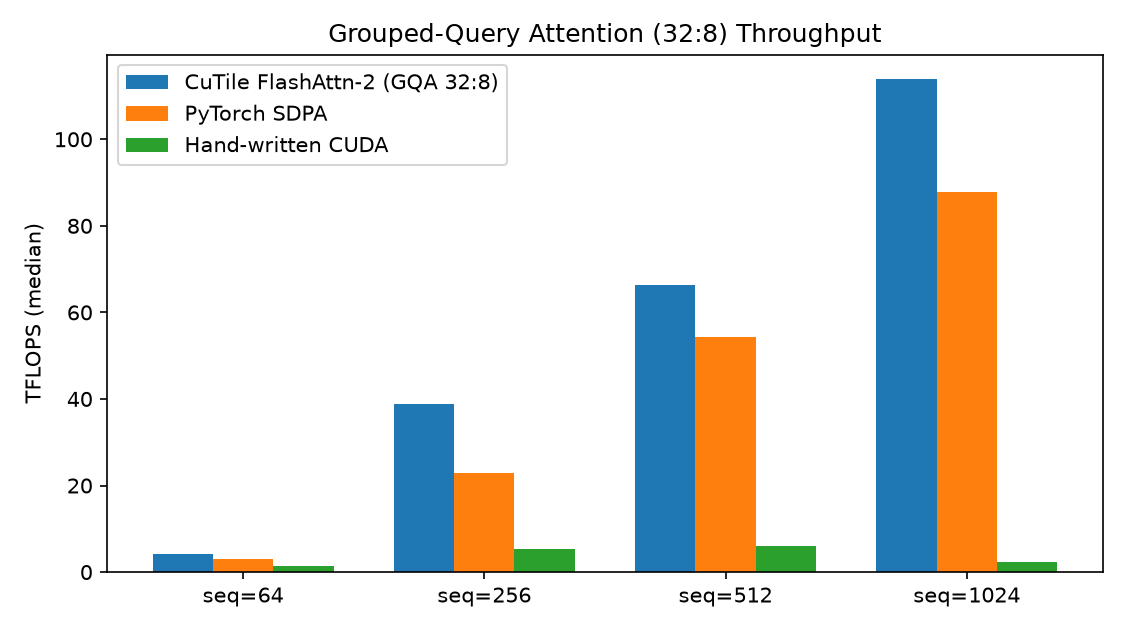 Grouped-Query Attention (32:8) Throughput
CuTile FlashAttn-2 (GQA 32:8)
PyTorch SDPA
Hand-written CUDA
TFLOPS (median)
100
80
60
40
20
0
seq=64
seq=256
seq=512
seq=1024